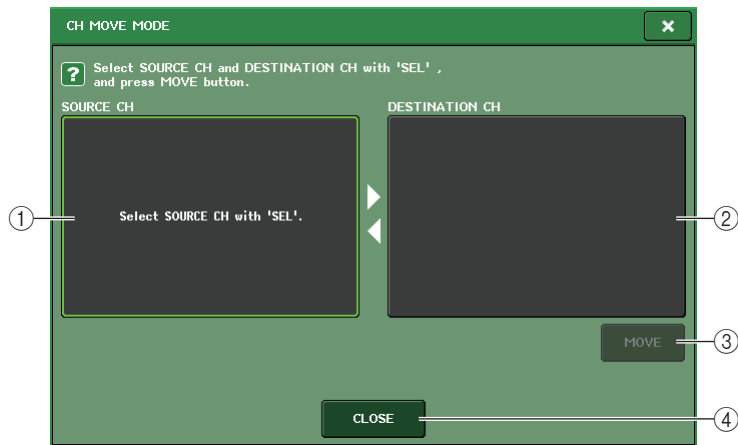 CH MOVE MODE
Select SOURCE CH and DESTINATION CH with 'SEL' ,
and press MOVE button.
SOURCE CH
DESTINATION CH
Select SOURCE CH with 'SEL'.
MOVE
CLOSE
1
2
3
4